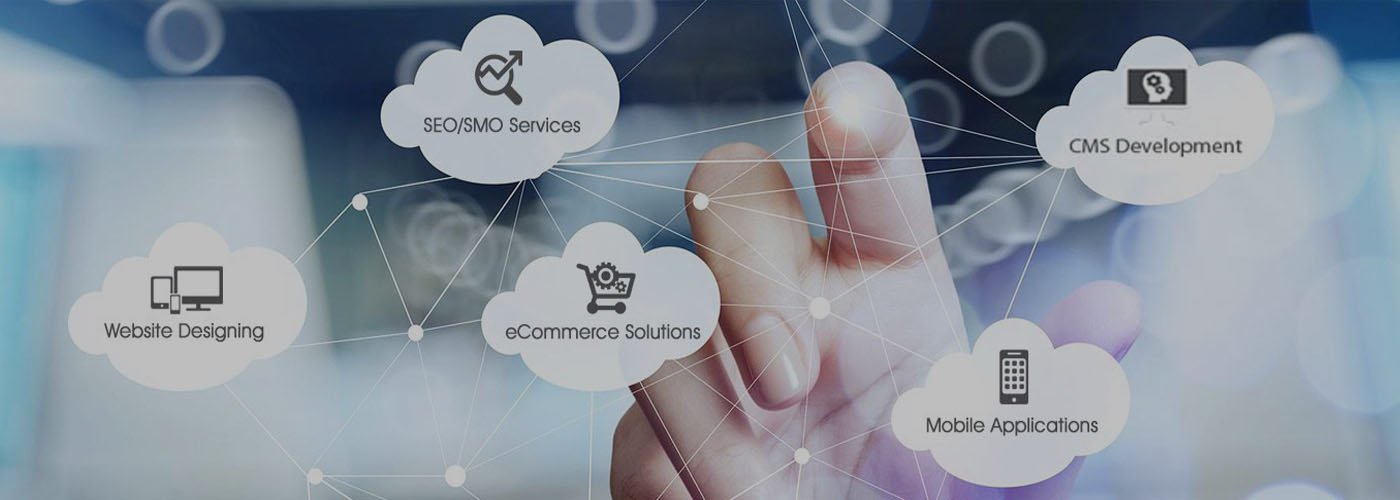 SEO/SMO Services
CMS Development
Website Designing
eCommerce Solutions
Mobile Applications